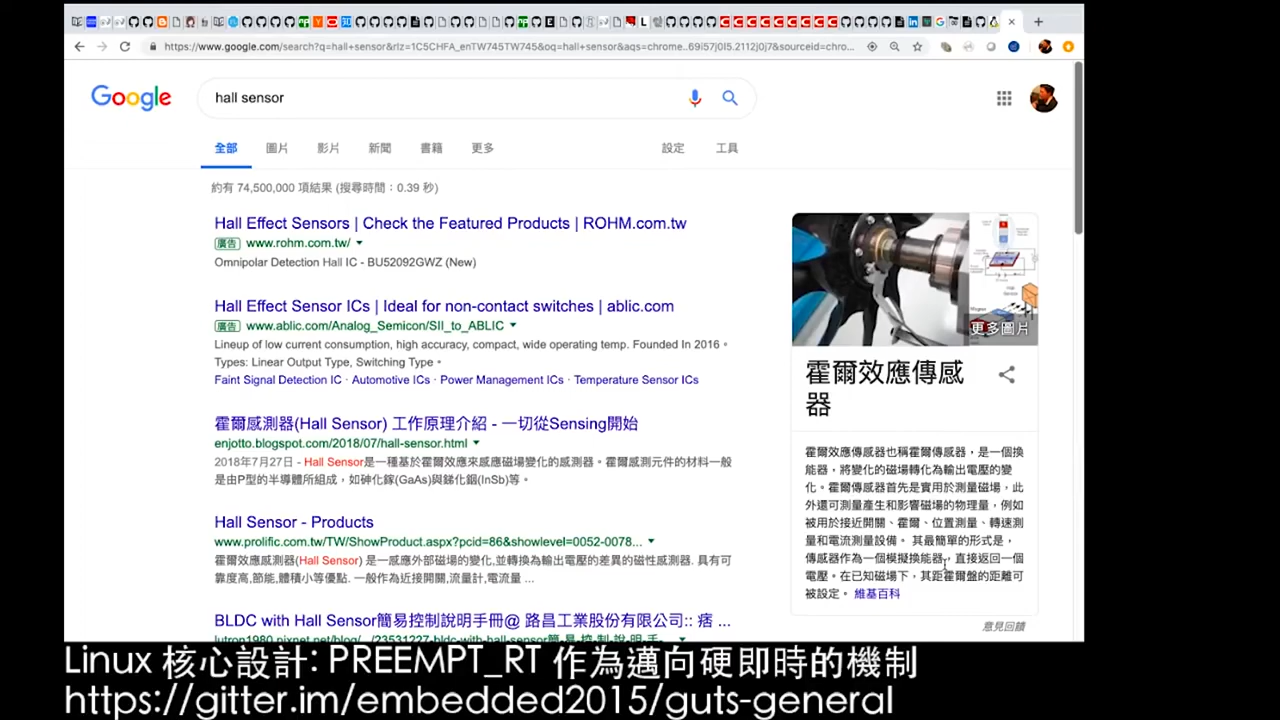 https://www.google.com/search?q=hall+sensor&rlz=1C5CHFA_enTW745TW745&oq=hall+sensor&aqs=chrome..69i57j0l5.2112j0j7&sourceid=chro...
Google
hall sensor
全部 圖片 影片 新聞 書籍 更多 設定 工具
約有 74,500,000 項結果 (搜尋時間：0.39 秒)
Hall Effect Sensors | Check the Featured Products | ROHM.com.tw
廣告 www.rohm.com.tw/
Omnipolar Detection Hall IC - BU52092GWZ (New)
Hall Effect Sensor ICs | Ideal for non-contact switches | ablic.com
廣告 www.ablic.com/Analog_Semicon/SII_to_ABLIC
Lineup of low current consumption, high accuracy, compact, wide operating temp. Founded In 2016。
Types: Linear Output Type, Switching Type。
Faint Signal Detection IC · Automotive ICs · Power Management ICs · Temperature Sensor ICs
霍爾感測器(Hall Sensor) 工作原理介紹 - 一切從Sensing開始
enjotto.blogspot.com/2018/07/hall-sensor.html
2018年7月27日 - Hall Sensor是一種基於霍爾效應來感應磁場變化的感測器。霍爾感測元件的材料一般
是由P型的半導體所組成，如砷化鎵(GaAs)與銻化銦(InSb)等。
Hall Sensor - Products
www.prolific.com.tw/TW/ShowProduct.aspx?pcid=86&showlevel=0052-0078...
霍爾效應感測器(Hall Sensor) 是一感應外部磁場的變化,並轉換為輸出電壓的差異的磁性感測器. 具有可
靠度高,節能,體積小等優點. 一般作為近接開關,流量計,電流量 ...
BLDC with Hall Sensor簡易控制說明手冊@ 路昌工業股份有限公司:: 痞 ...
lutron1980.pixnet.net/blog/.../23531227-bldc-with-hall-sensor簡-易-控-制-說-明-手-...
更多圖片
霍爾效應傳感
器
霍爾效應傳感器也稱霍爾傳感器，是一個換
能器，將變化的磁場轉化為輸出電壓的變
化。霍爾傳感器首先是實用於測量磁場，此
外還可測量產生和影響磁場的物理量，例如
被用於接近開關、霍爾、位置測量、轉速測
量和電流測量設備。 其最簡單的形式是，
傳感器作為一個模擬換能器，直接返回一個
電壓。在已知磁場下，其距霍爾盤的距離可
被設定。 維基百科
意見回饋
Linux 核心設計: PREEMPT_RT 作為邁向硬即時的機制
https://gitter.im/embedded2015/guts-general